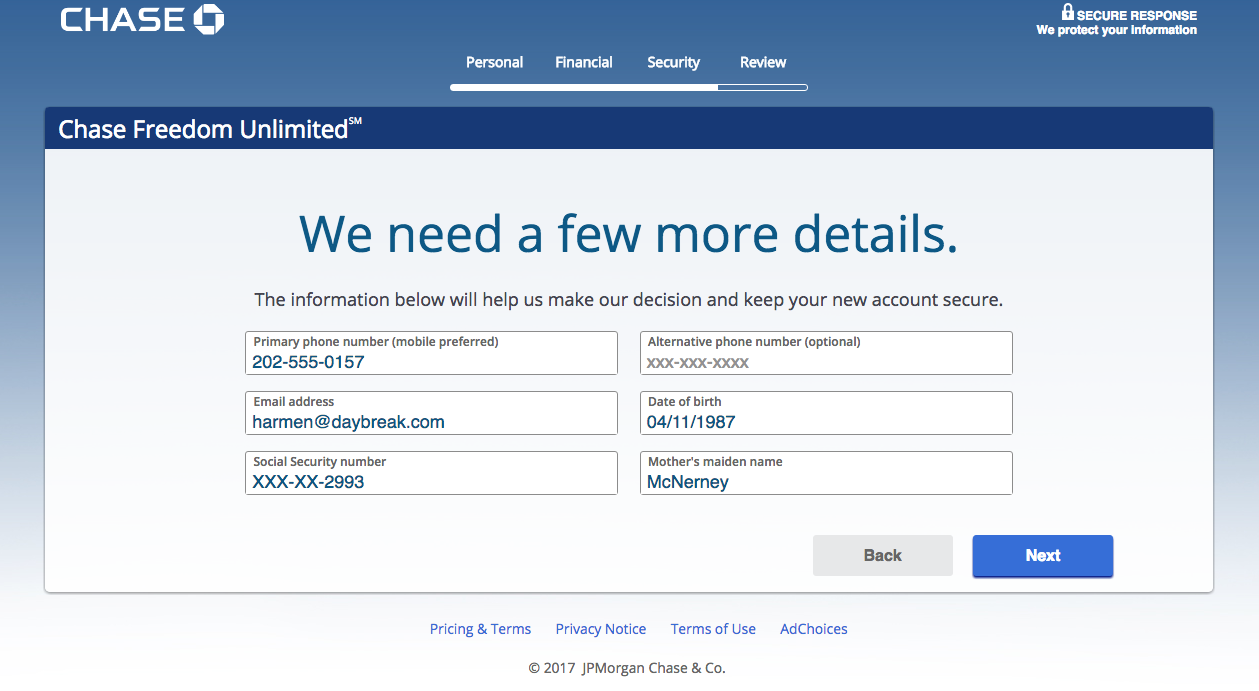 CHASE
SECURE RESPONSE
We protect your Information
Personal Financial Security Review
Chase Freedom Unlimited℠
We need a few more details.
The information below will help us make our decision and keep your new account secure.
Primary phone number (mobile preferred)
202-555-0157
Alternative phone number (optional)
xxx-xxx-xxxx
Email address
harmen@daybreak.com
Date of birth
04/11/1987
Social Security number
XXX-XX-2993
Mother's maiden name
McNerney
Back
Next
Pricing & Terms Privacy Notice Terms of Use AdChoices
© 2017 JPMorgan Chase & Co.